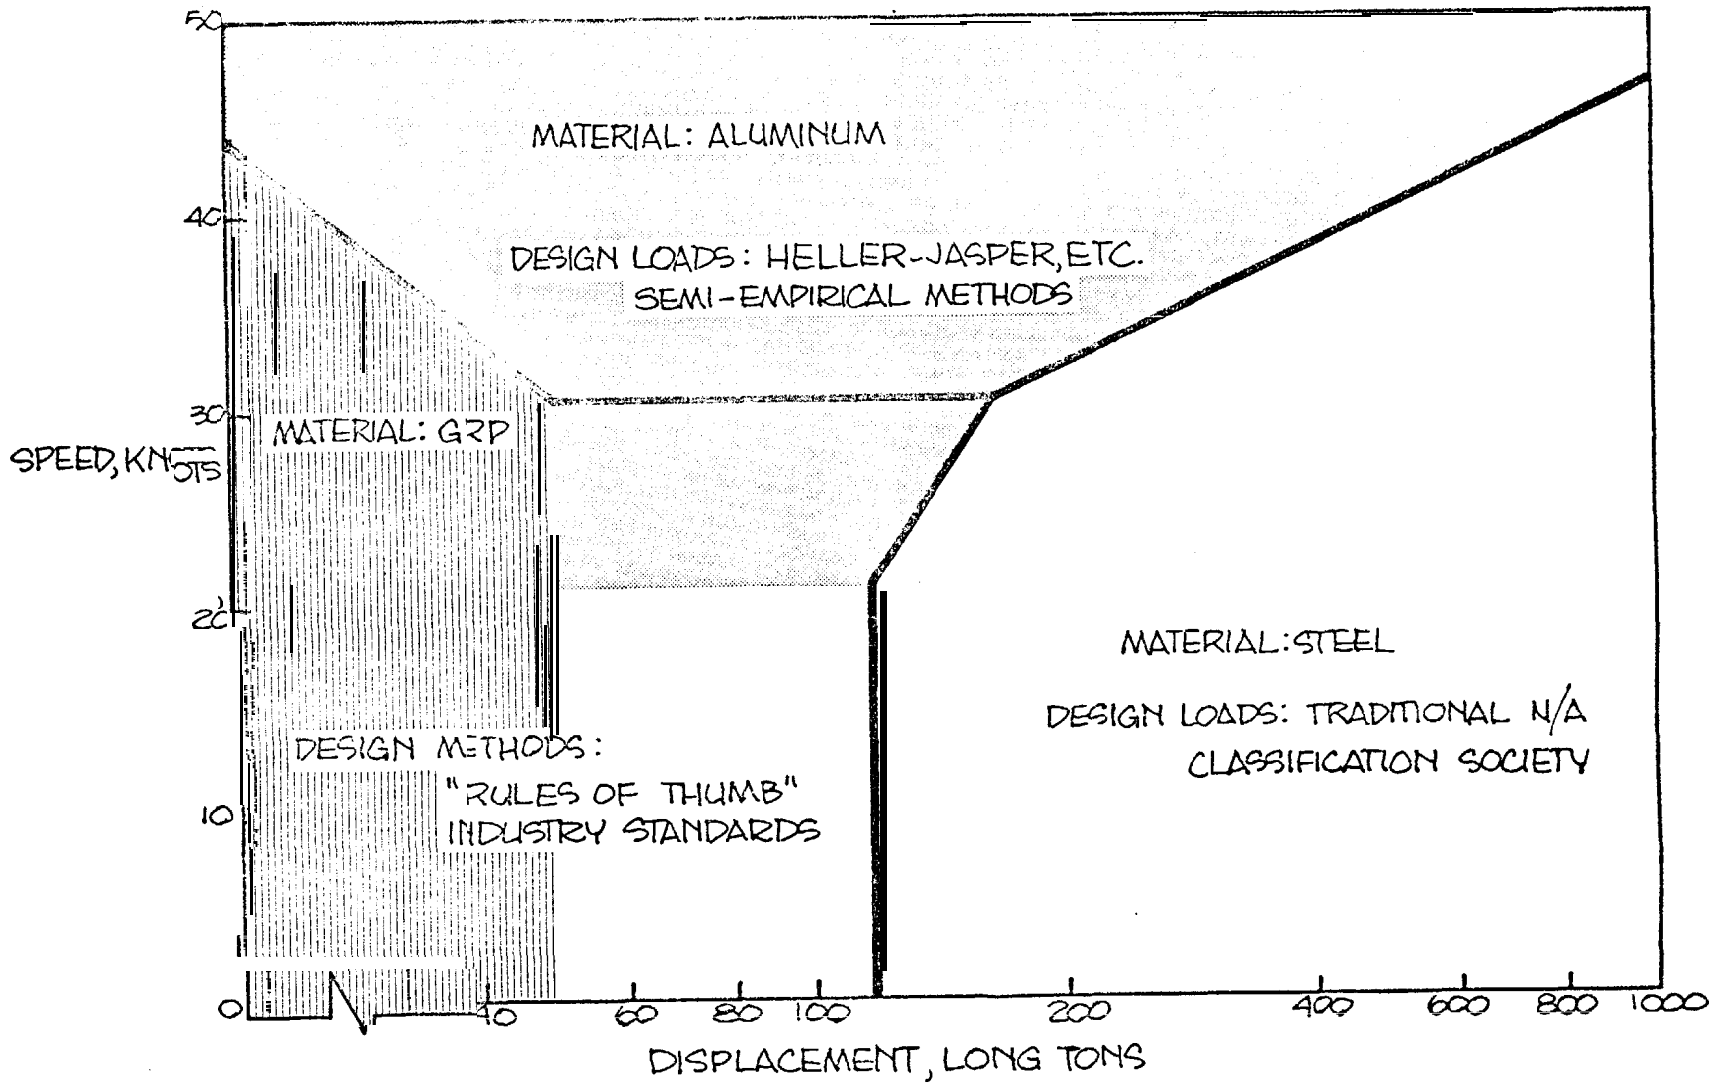 50
MATERIAL: ALUMINUM
40
DESIGN LOADS: HELLER-JASPER, ETC.
SEMI-EMPIRICAL METHODS
30
MATERIAL: GRP
SPEED, KNOTS
20
MATERIAL: STEEL
DESIGN LOADS: TRADITIONAL N/A
CLASSIFICATION SOCIETY
DESIGN METHODS:
"RULES OF THUMB"
INDUSTRY STANDARDS
10
0 40 60 80 100 200 400 600 800 1000
DISPLACEMENT, LONG TONS